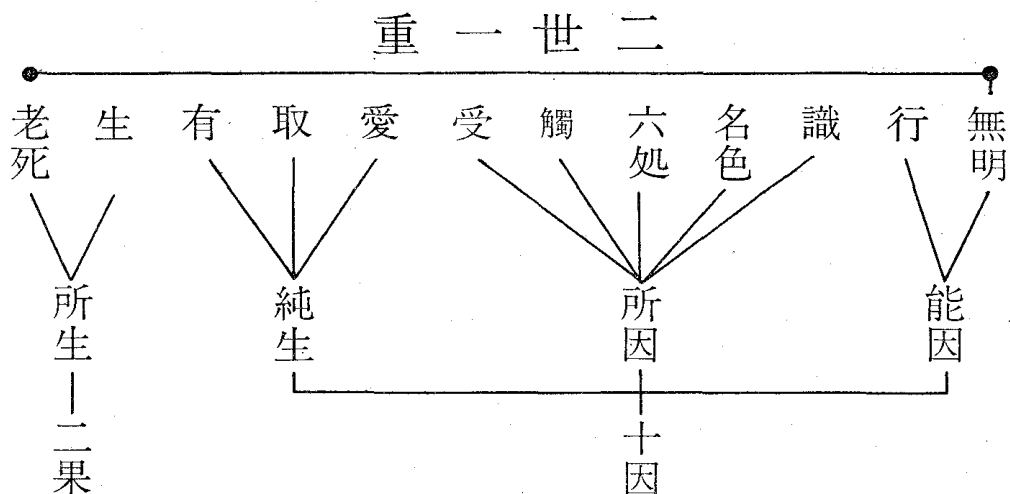 二世一重
無明
行
識
名色
六処
觸
受
愛
取
有
生
老死
能因
所因
純生
所生
十因
二果